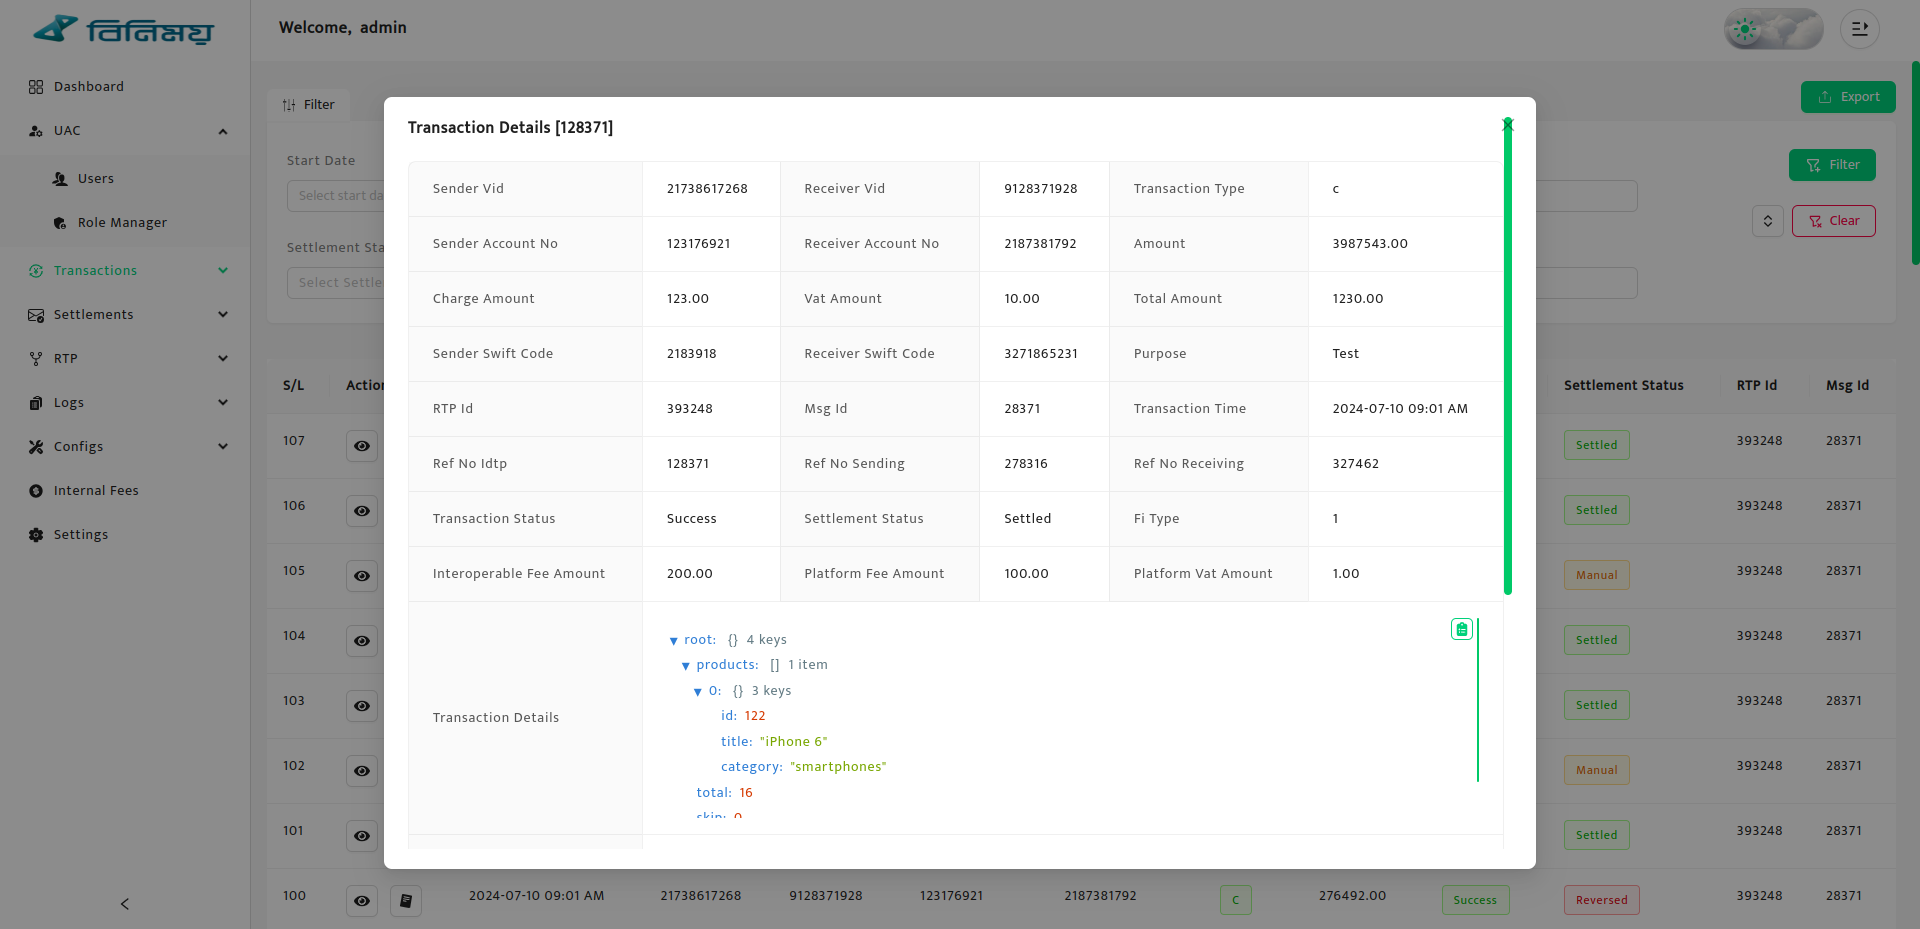 বিনিময়
Welcome, admin
Dashboard
UAC
Users
Role Manager
Transactions
Settlements
RTP
Logs
Configs
Internal Fees
Settings
Filter
Export
Start Date
Select start da
Settlement Sta
Select Settle
Filter
Clear
Transaction Details [128371]
Sender Vid 21738617268 Receiver Vid 9128371928 Transaction Type c
Sender Account No 123176921 Receiver Account No 2187381792 Amount 3987543.00
Charge Amount 123.00 Vat Amount 10.00 Total Amount 1230.00
Sender Swift Code 2183918 Receiver Swift Code 3271865231 Purpose Test
RTP Id 393248 Msg Id 28371 Transaction Time 2024-07-10 09:01 AM
Ref No Idtp 128371 Ref No Sending 278316 Ref No Receiving 327462
Transaction Status Success Settlement Status Settled Fi Type 1
Interoperable Fee Amount 200.00 Platform Fee Amount 100.00 Platform Vat Amount 1.00
Transaction Details
root: {} 4 keys
products: [] 1 item
0: {} 3 keys
id: 122
title: "iPhone 6"
category: "smartphones"
total: 16
skip: 0
S/L Action Settlement Status RTP Id Msg Id
107 Settled 393248 28371
106 Settled 393248 28371
105 Manual 393248 28371
104 Settled 393248 28371
103 Settled 393248 28371
102 Manual 393248 28371
101 Settled 393248 28371
100 2024-07-10 09:01 AM 21738617268 9128371928 123176921 2187381792 C 276492.00 Success Reversed 393248 28371